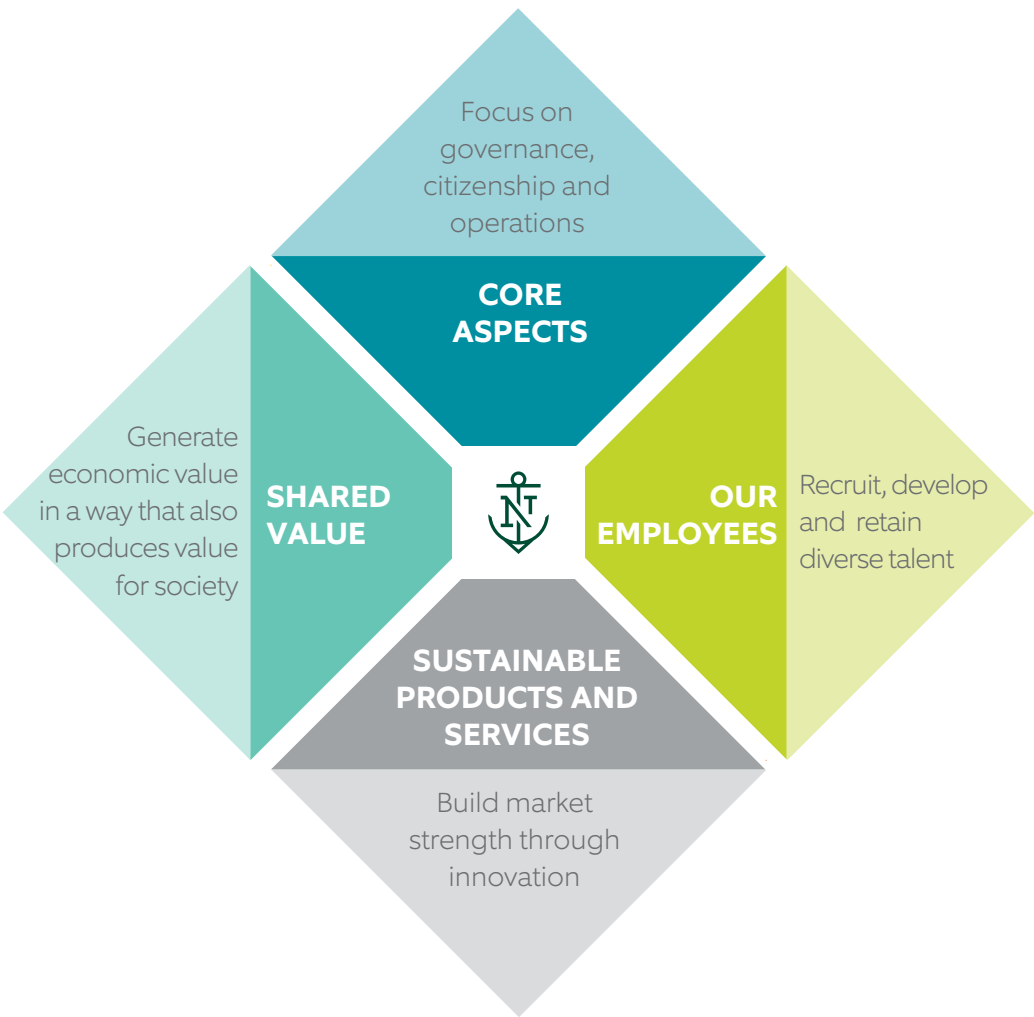 Focus on
governance,
citizenship and
operations
CORE
ASPECTS
Generate
economic value
in a way that also
produces value
for society
SHARED
VALUE
NT
OUR
EMPLOYEES
Recruit, develop
and retain
diverse talent
SUSTAINABLE
PRODUCTS AND
SERVICES
Build market
strength through
innovation